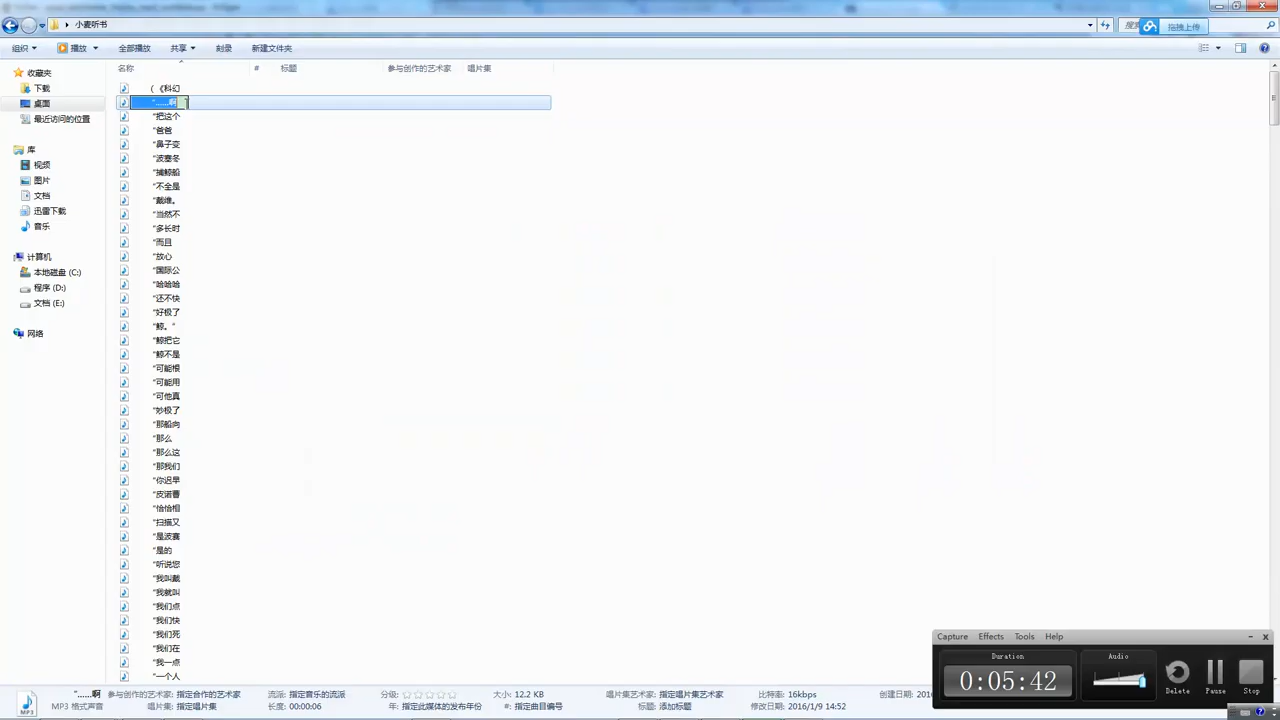 小麦听书
拖拽上传
组织
播放
全部播放
共享
刻录
新建文件夹
名称
#
标题
参与创作的艺术家
唱片集
收藏夹
下载
桌面
最近访问的位置
库
视频
图片
文档
迅雷下载
音乐
计算机
本地磁盘 (C:)
程序 (D:)
文档 (E:)
网络
(《科幻
“……啊
“把这个
“爸爸
“鼻子变
“波塞冬
“捕鲸船
“不全是
“戴维。
“当然不
“多长时
“而且
“放心
“国际公
“哈哈哈
“还不快
“好极了
“鲸。”
“鲸把它
“鲸不是
“可能根
“可能用
“可他真
“妙极了
“那船向
“那么
“那么这
“那我们
“你迟早
“皮诺曹
“恰恰相
“扫描又
“是波塞
“是的
“听说您
“我叫戴
“我就叫
“我们点
“我们快
“我们死
“我们在
“我一点
“一个人
Capture Effects Tools Help
Duration
Audio
0:05:42
Delete
Pause
Stop
“……啊 参与创作的艺术家: 指定合作的艺术家 流派: 指定音乐的流派 分级: 大小: 12.2 KB 唱片集艺术家: 指定唱片集艺术家 比特率: 16kbps 创建日期: 2016
MP3 格式声音 唱片集: 指定唱片集 长度: 00:00:06 年: 指定此媒体的发布年份 #: 指定曲目编号 标题: 添加标题 修改日期: 2016/1/9 14:52